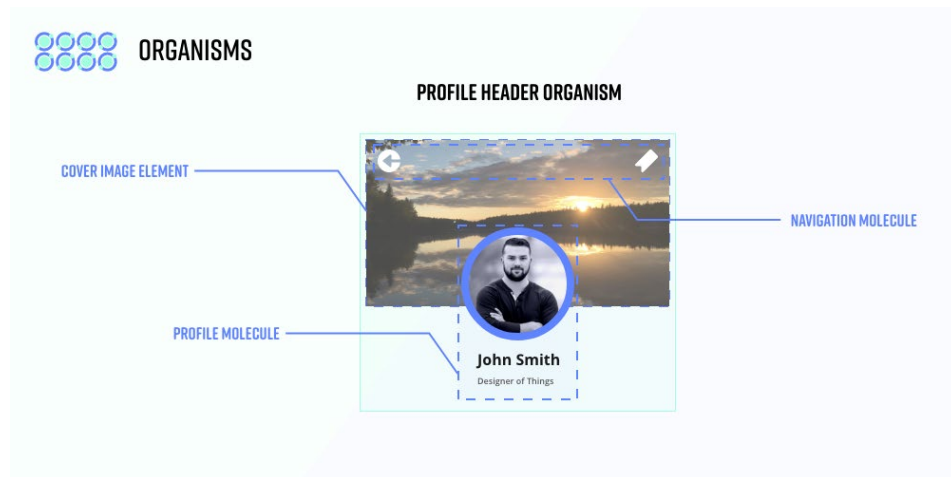 ORGANISMS
PROFILE HEADER ORGANISM
COVER IMAGE ELEMENT
NAVIGATION MOLECULE
PROFILE MOLECULE
John Smith
Designer of Things